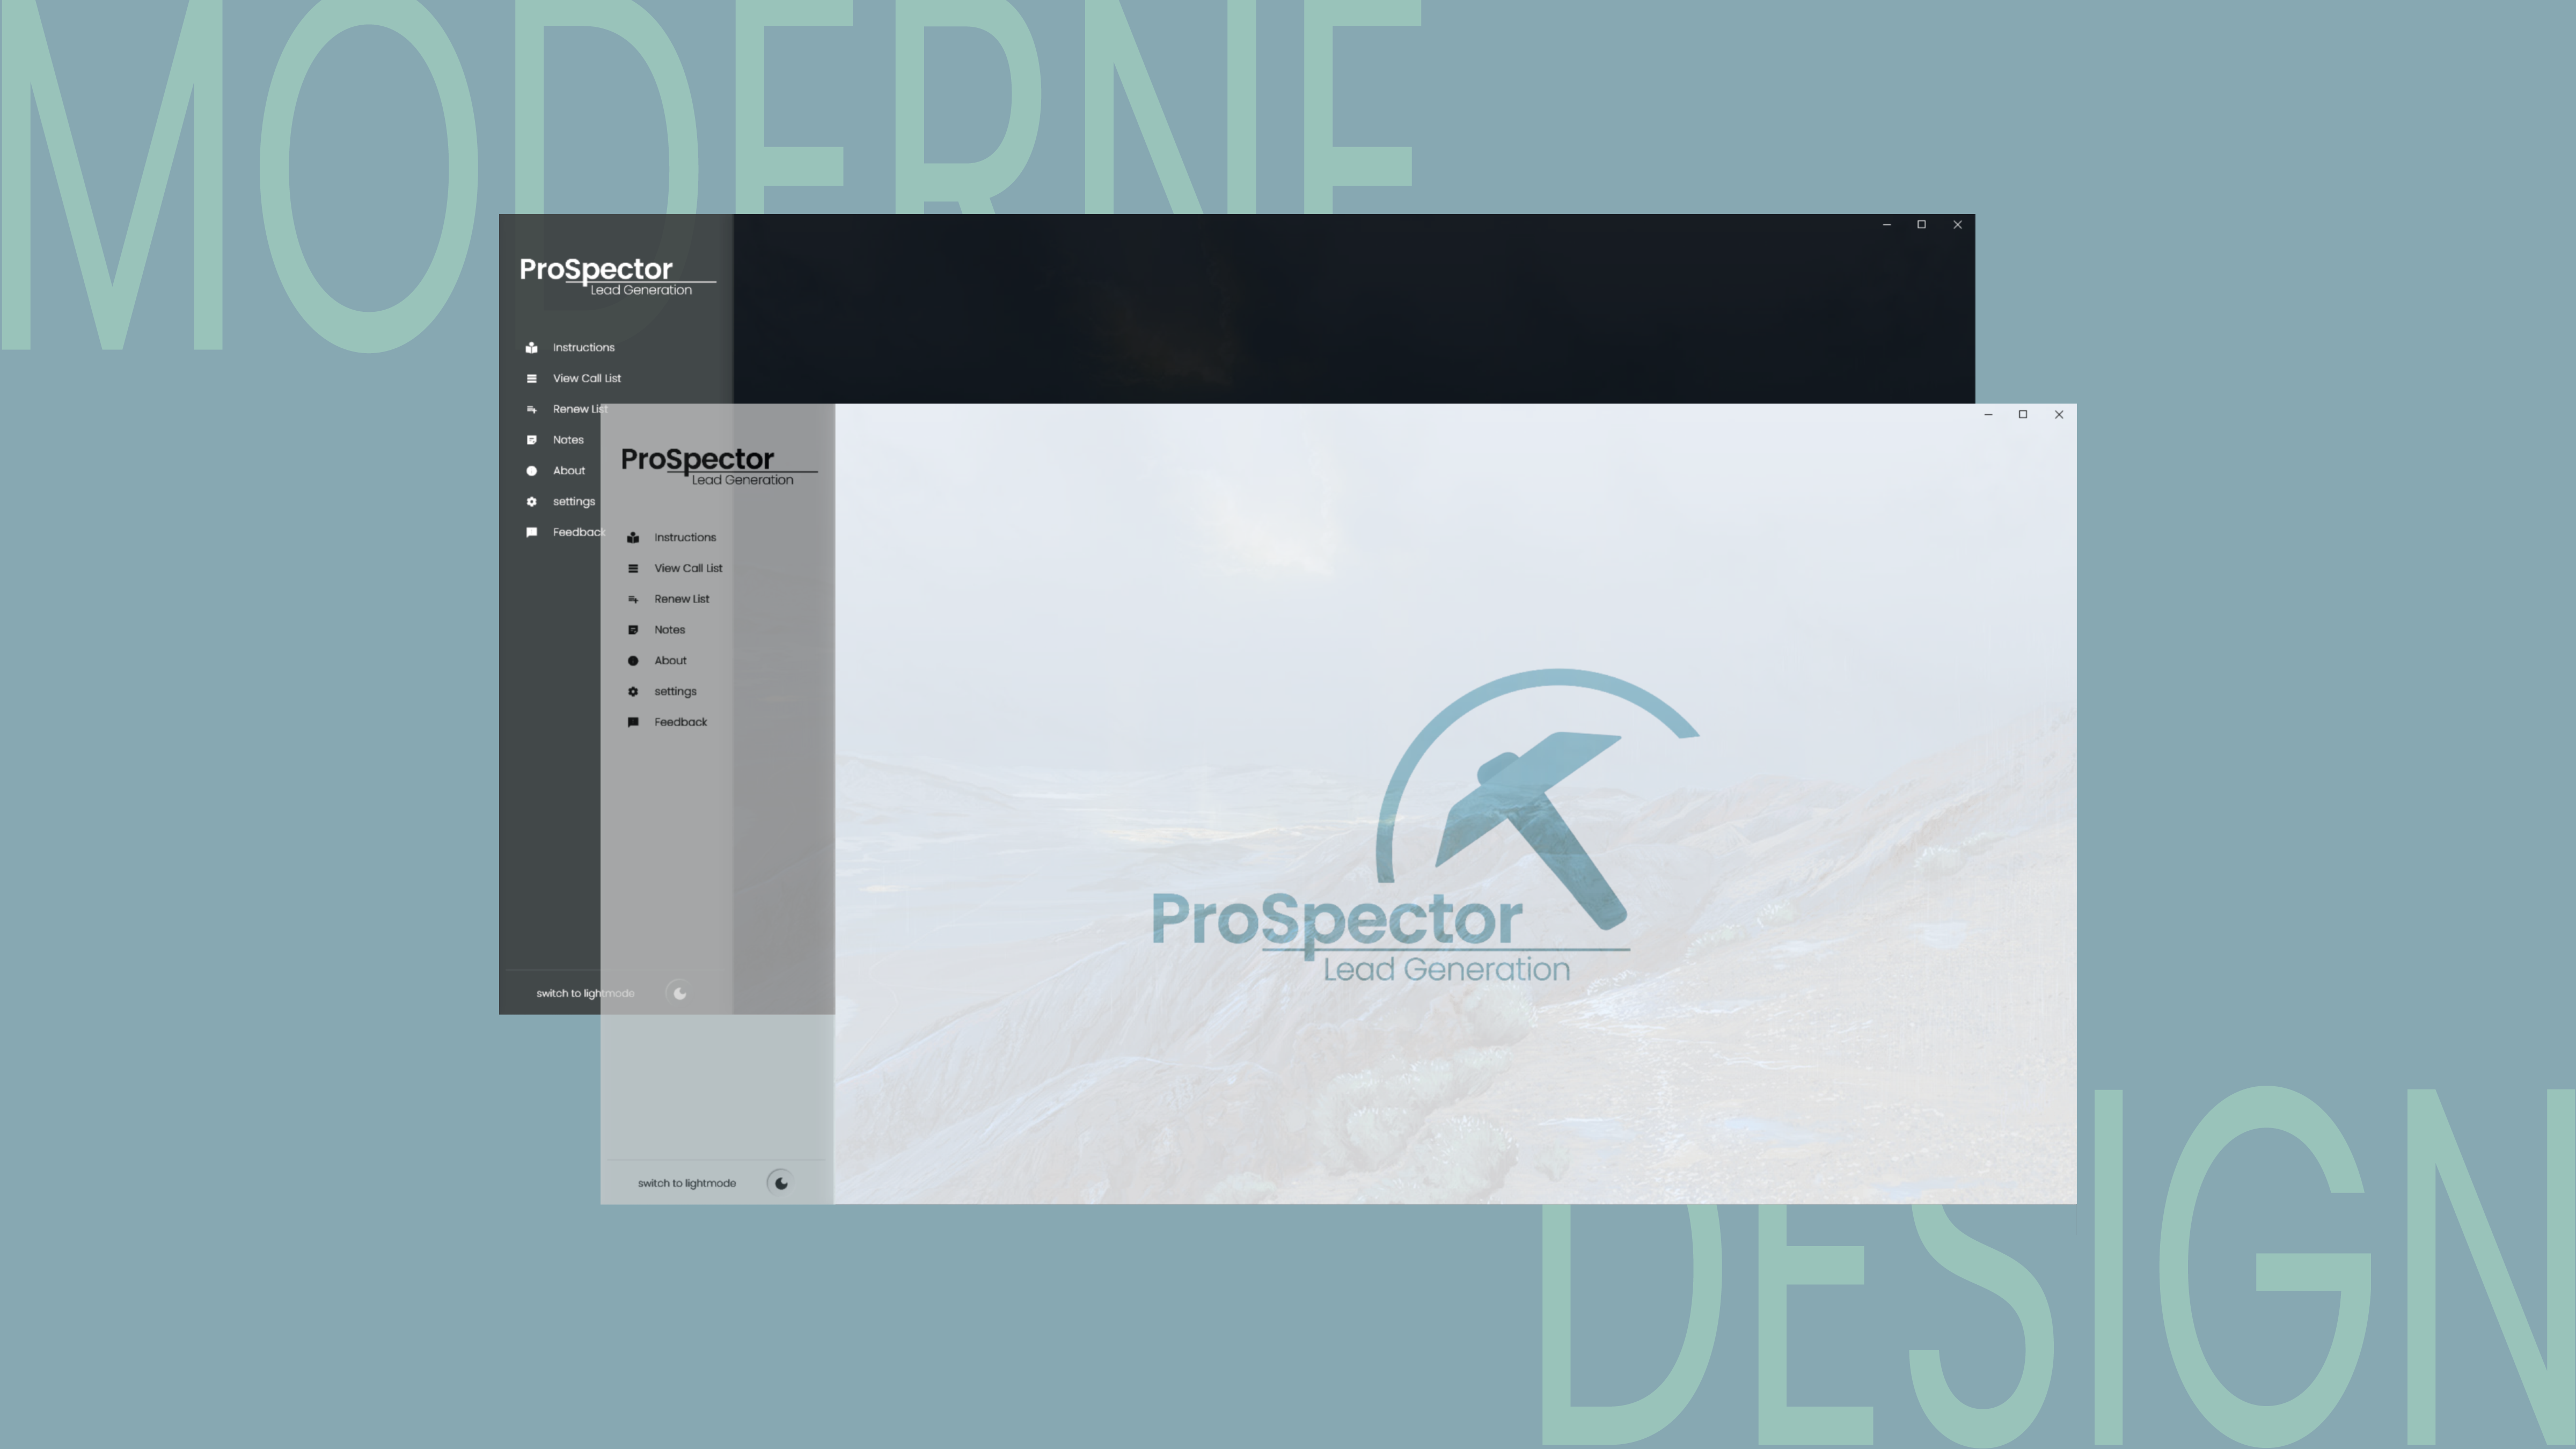 MODERNE
ProSpector
Lead Generation
Instructions
View Call List
Renew List
Notes
About
settings
Feedback
switch to lightmode
ProSpector
Lead Generation
Instructions
View Call List
Renew List
Notes
About
settings
Feedback
switch to lightmode
ProSpector
Lead Generation
DESIGN